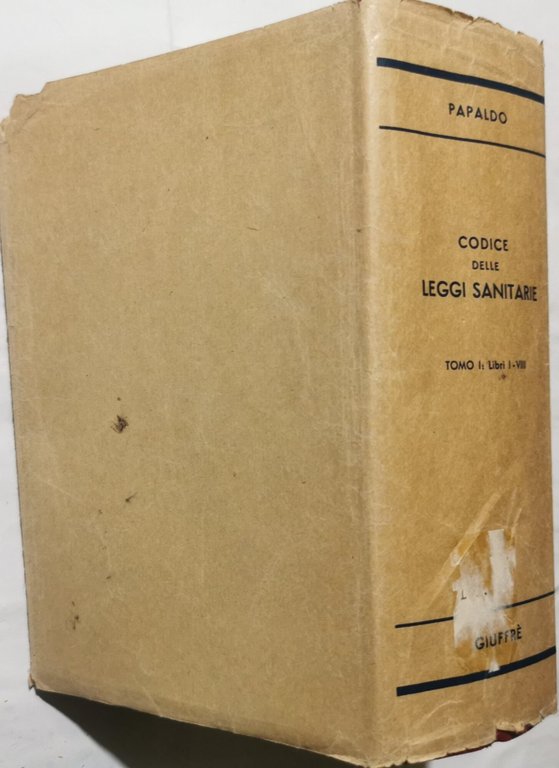 PAPALDO
CODICE
DELLE
LEGGI SANITARIE
TOMO I: Libri I-VIII
GIUFFRÈ